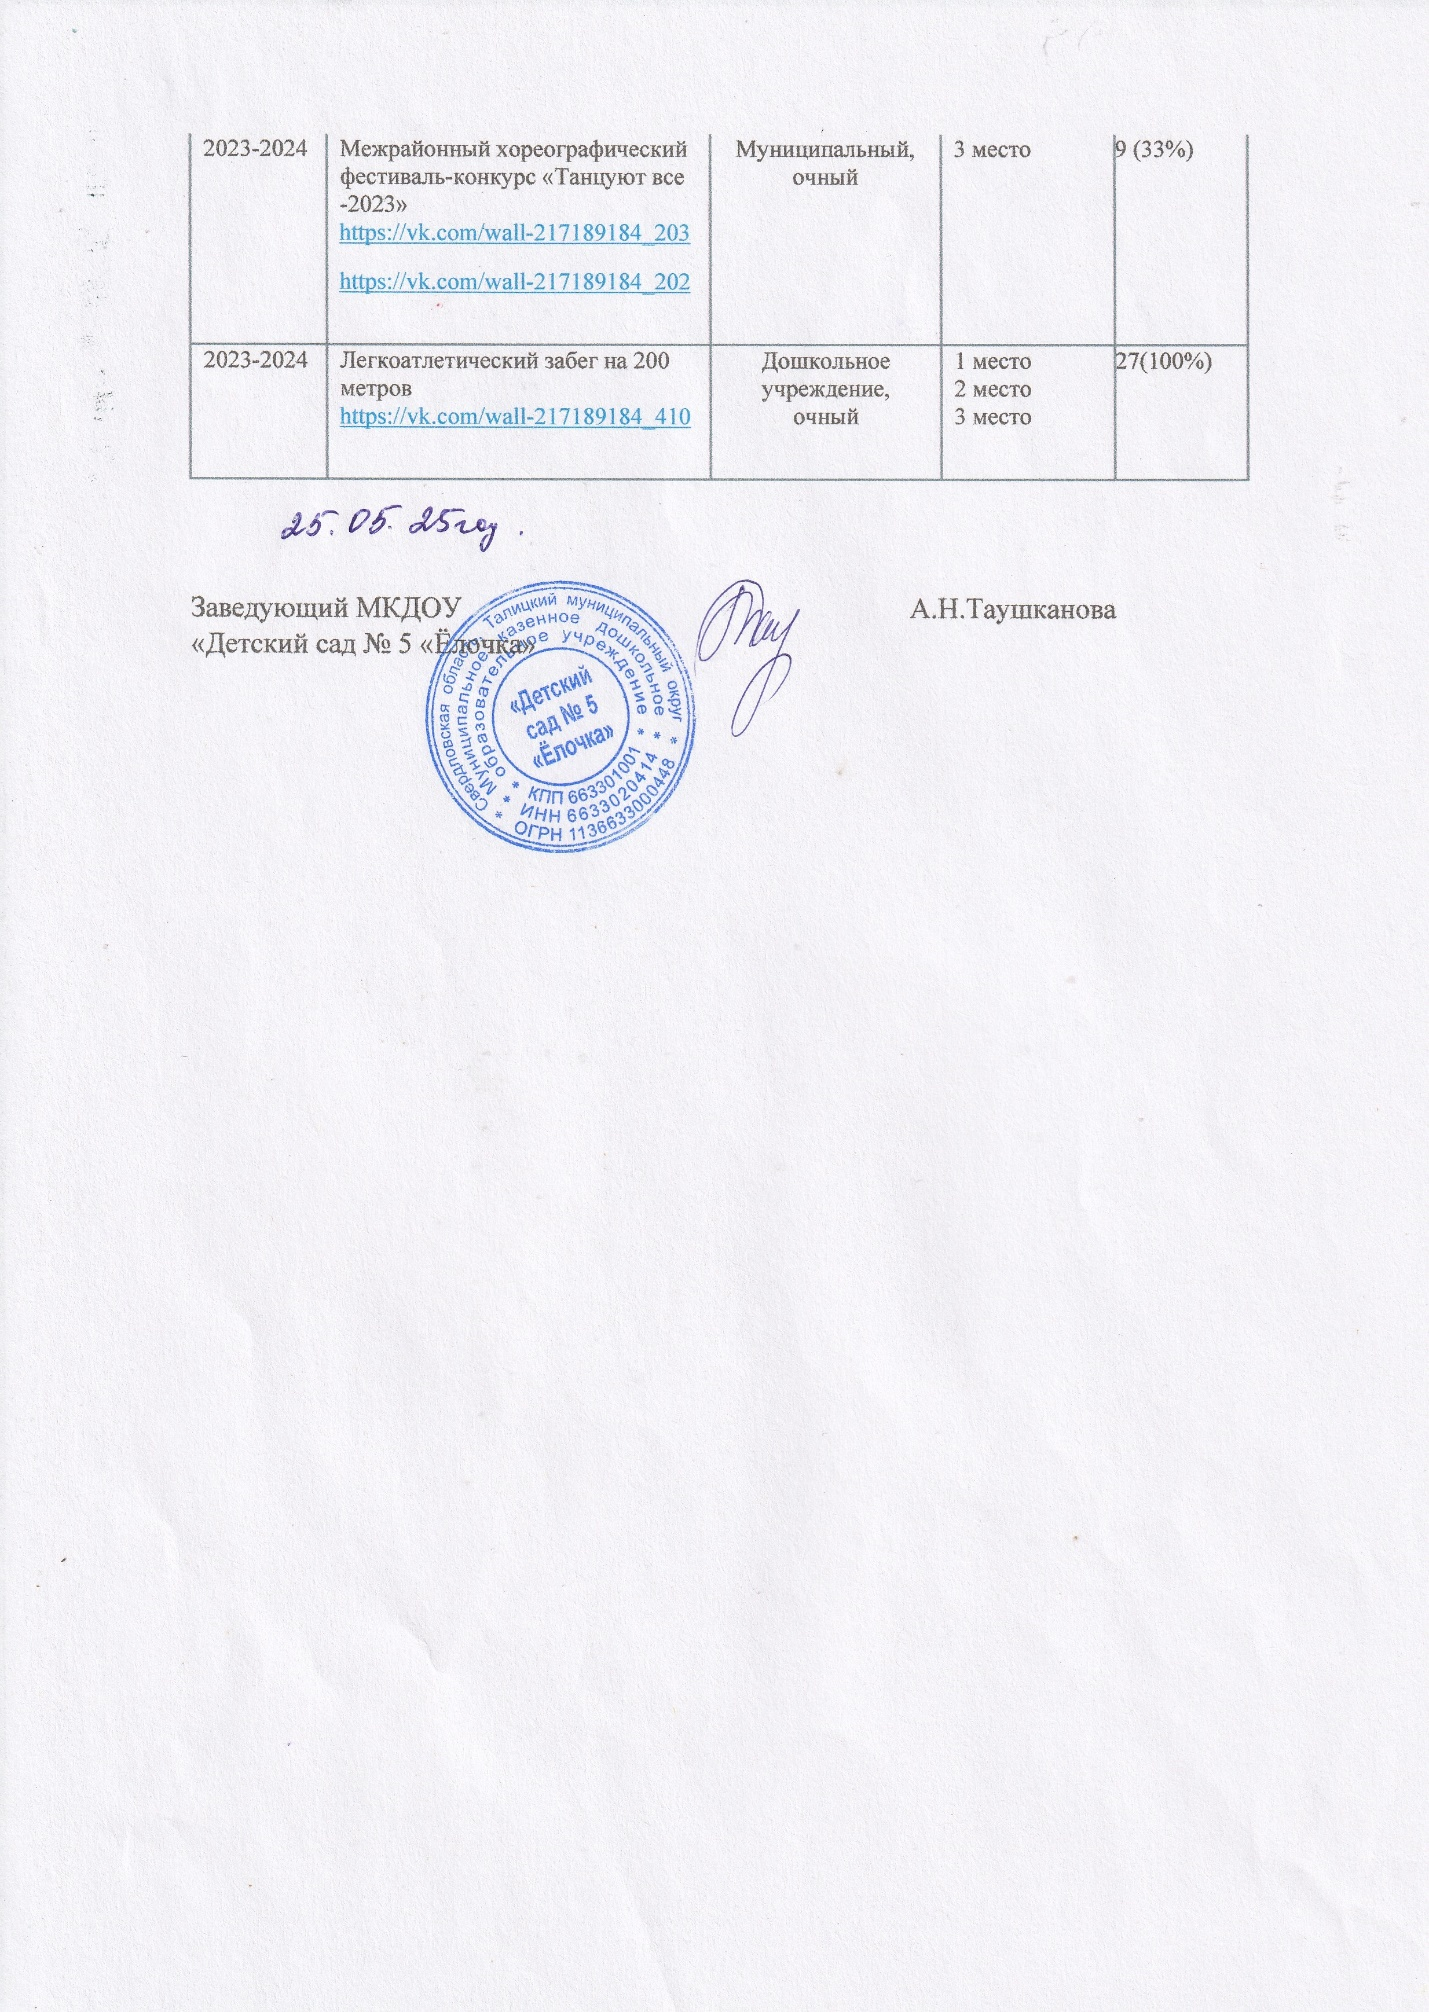 2023-2024 Межрайонный хореографический Муниципальный, 3 место 9 (33%)
фестиваль-конкурс «Танцуют все очный
-2023»
https://vk.com/wall-217189184_203
https://vk.com/wall-217189184_202
2023-2024 Легкоатлетический забег на 200 Дошкольное 1 место 27(100%)
метров учреждение, 2 место
https://vk.com/wall-217189184_410 очный 3 место
25.05.25год.
Заведующий МКДОУ А.Н.Таушканова
«Детский сад № 5 «Ёлочка»
* Свердловская область, Талицкий муниципальный округ *
* Муниципальное казенное дошкольное *
* образовательное учреждение *
«Детский
сад № 5
«Ёлочка»
КПП 663301001
ИНН 6633020414
ОГРН 1136633000448